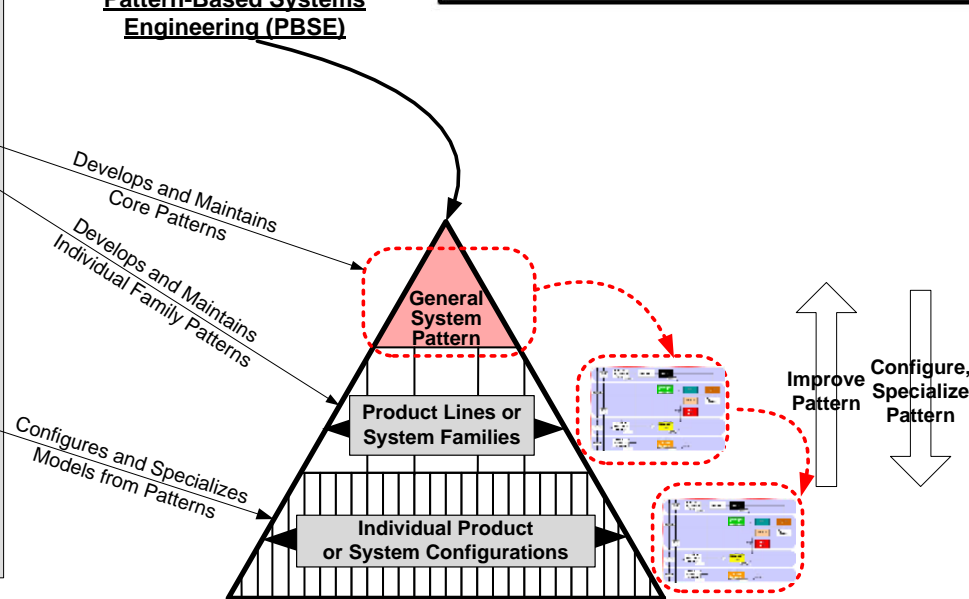 Pattern-Based Systems
Engineering (PBSE)
Develops and Maintains
Core Patterns
Develops and Maintains
Individual Family Patterns
General
System
Pattern
Improve
Pattern
Configure,
Specialize
Pattern
Product Lines or
System Families
Configures and Specializes
Models from Patterns
Individual Product
or System Configurations